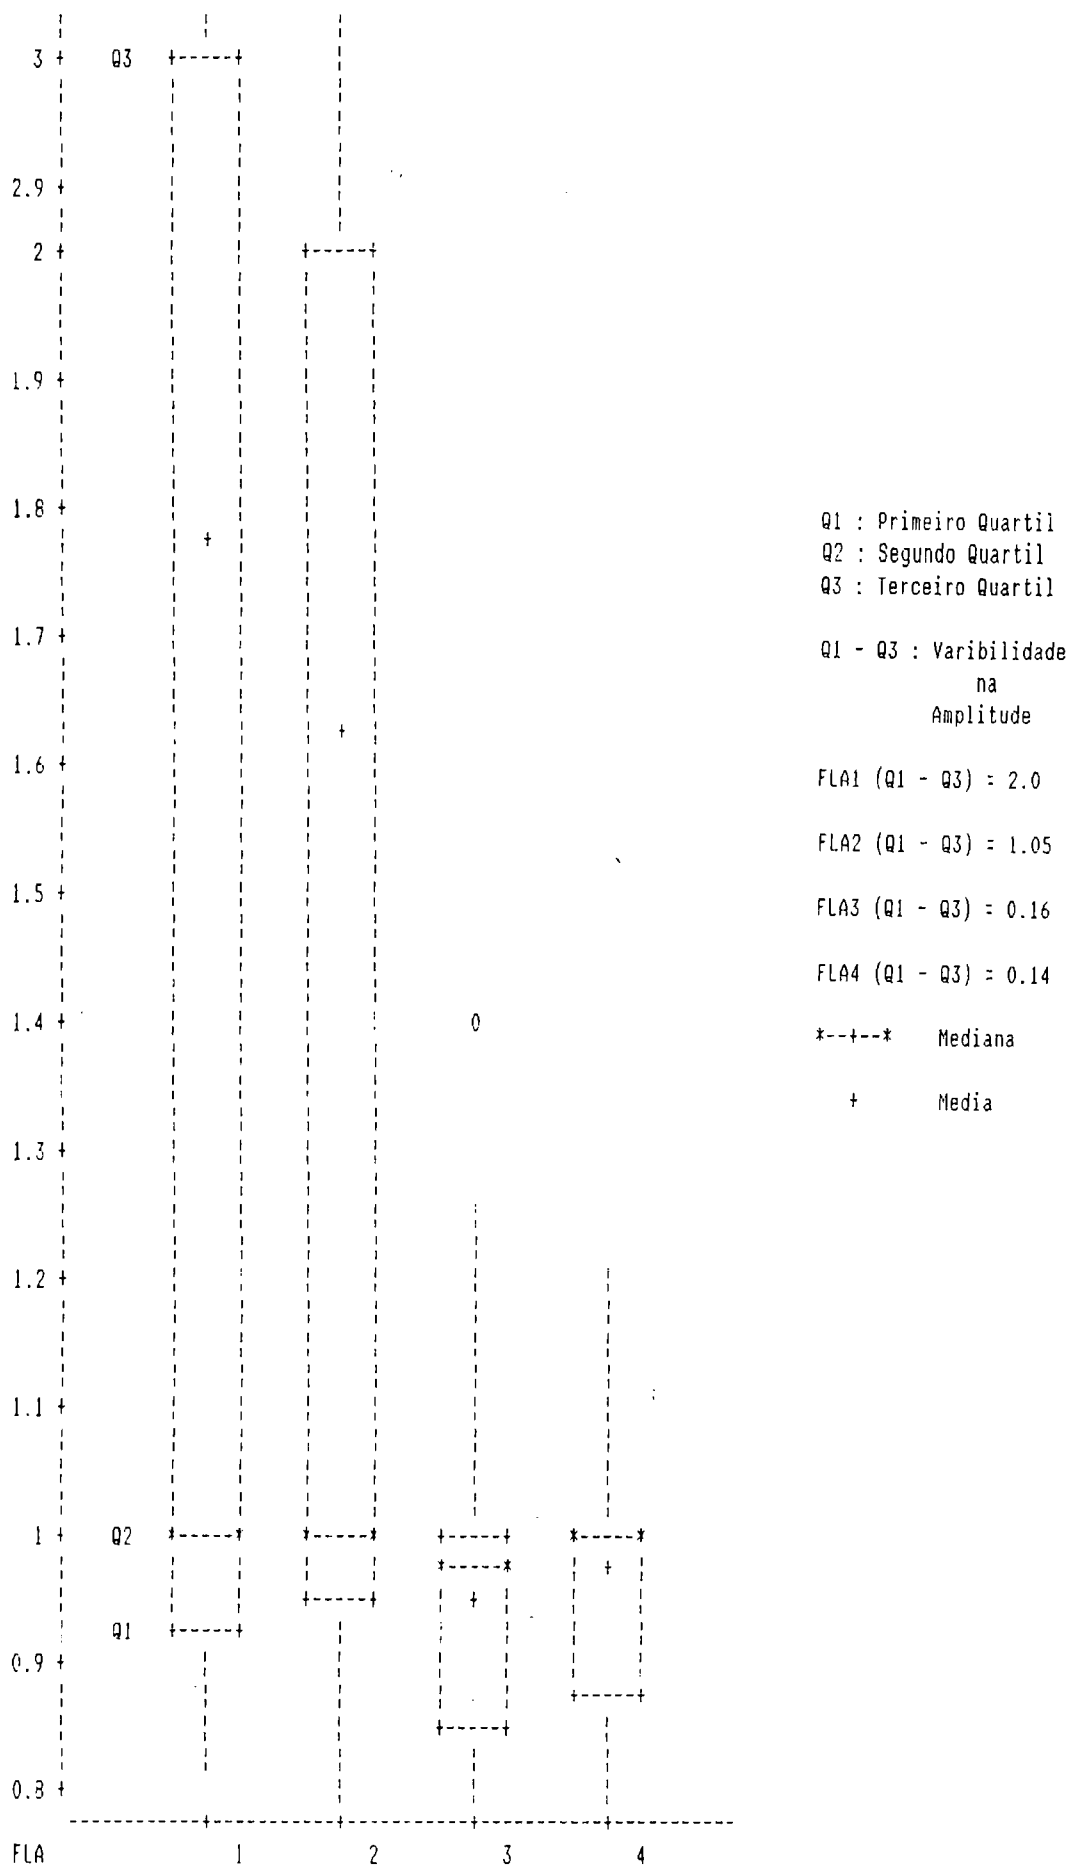 3
Q3
2.9
2
1.9
1.8
1.7
1.6
1.5
1.4
0
1.3
1.2
1.1
1
Q2
Q1
0.9
0.8
FLA 1 2 3 4
Q1 : Primeiro Quartil
Q2 : Segundo Quartil
Q3 : Terceiro Quartil
Q1 - Q3 : Varibilidade
na
Amplitude
FLA1 (Q1 - Q3) = 2.0
FLA2 (Q1 - Q3) = 1.05
FLA3 (Q1 - Q3) = 0.16
FLA4 (Q1 - Q3) = 0.14
*--+--* Mediana
+ Media